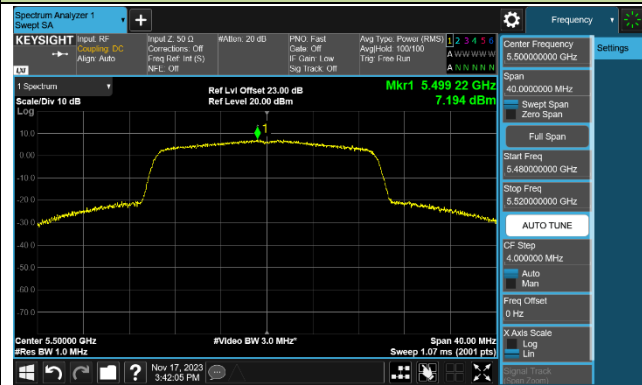 Spectrum Analyzer 1
Swept SA
Frequency
KEYSIGHT
Input: RF
Coupling: DC
Align: Auto
Input Z: 50 Ω
Corrections: Off
Freq Ref: Int (S)
NFE: Off
#Atten: 20 dB
PNO: Fast
Gate: Off
IF Gain: Low
Sig Track: Off
Avg Type: Power (RMS)
Avg|Hold: 100/100
Trig: Free Run
1 2 3 4 5 6
A W W W W W
A N N N N N
LXI
1 Spectrum
Scale/Div 10 dB
Log
Ref Lvl Offset 23.00 dB
Ref Level 20.00 dBm
Mkr1 5.499 22 GHz
7.194 dBm
1
10.0
0.00
-10.0
-20.0
-30.0
-40.0
-50.0
-60.0
-70.0
Center 5.50000 GHz
#Res BW 1.0 MHz
#Video BW 3.0 MHz*
Span 40.00 MHz
Sweep 1.07 ms (2001 pts)
Nov 17, 2023
3:42:05 PM
Center Frequency
5.500000000 GHz
Span
40.0000000 MHz
Swept Span
Zero Span
Full Span
Start Freq
5.480000000 GHz
Stop Freq
5.520000000 GHz
AUTO TUNE
CF Step
4.000000 MHz
Auto
Man
Freq Offset
0 Hz
X Axis Scale
Log
Lin
Signal Track
(Span Zoom)
Settings